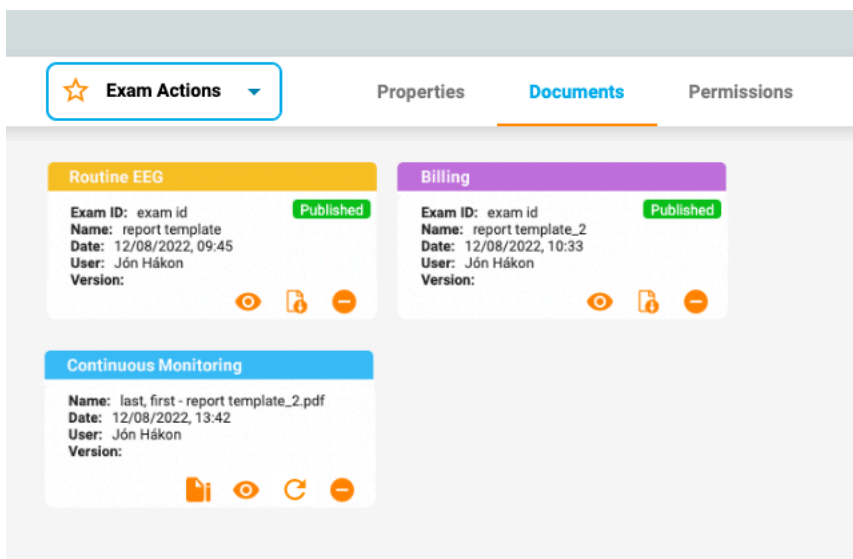 Exam Actions
Properties
Documents
Permissions
Routine EEG
Published
Exam ID: exam id
Name: report template
Date: 12/08/2022, 09:45
User: Jón Hákon
Version:
Billing
Published
Exam ID: exam id
Name: report template_2
Date: 12/08/2022, 10:33
User: Jón Hákon
Version:
Continuous Monitoring
Name: last, first - report template_2.pdf
Date: 12/08/2022, 13:42
User: Jón Hákon
Version: